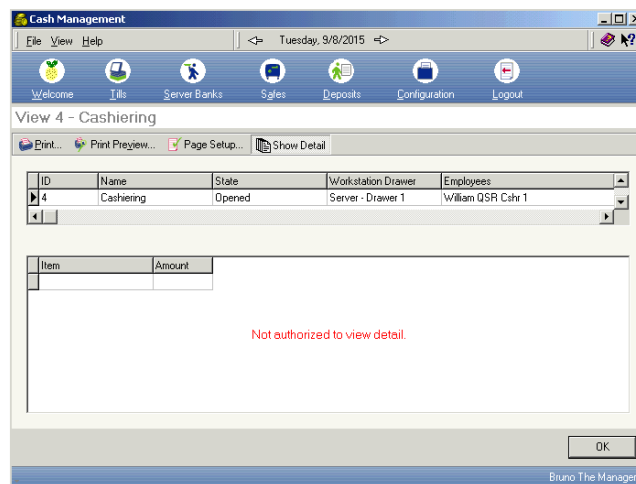 Cash Management
File View Help Tuesday, 9/8/2015
Welcome Tills Server Banks Safes Deposits Configuration Logout
View 4 - Cashiering
Print... Print Preview... Page Setup... Show Detail
ID Name State Workstation Drawer Employees
4 Cashiering Opened Server - Drawer 1 William QSR Cshr 1
Item Amount
Not authorized to view detail.
OK
Bruno The Manager